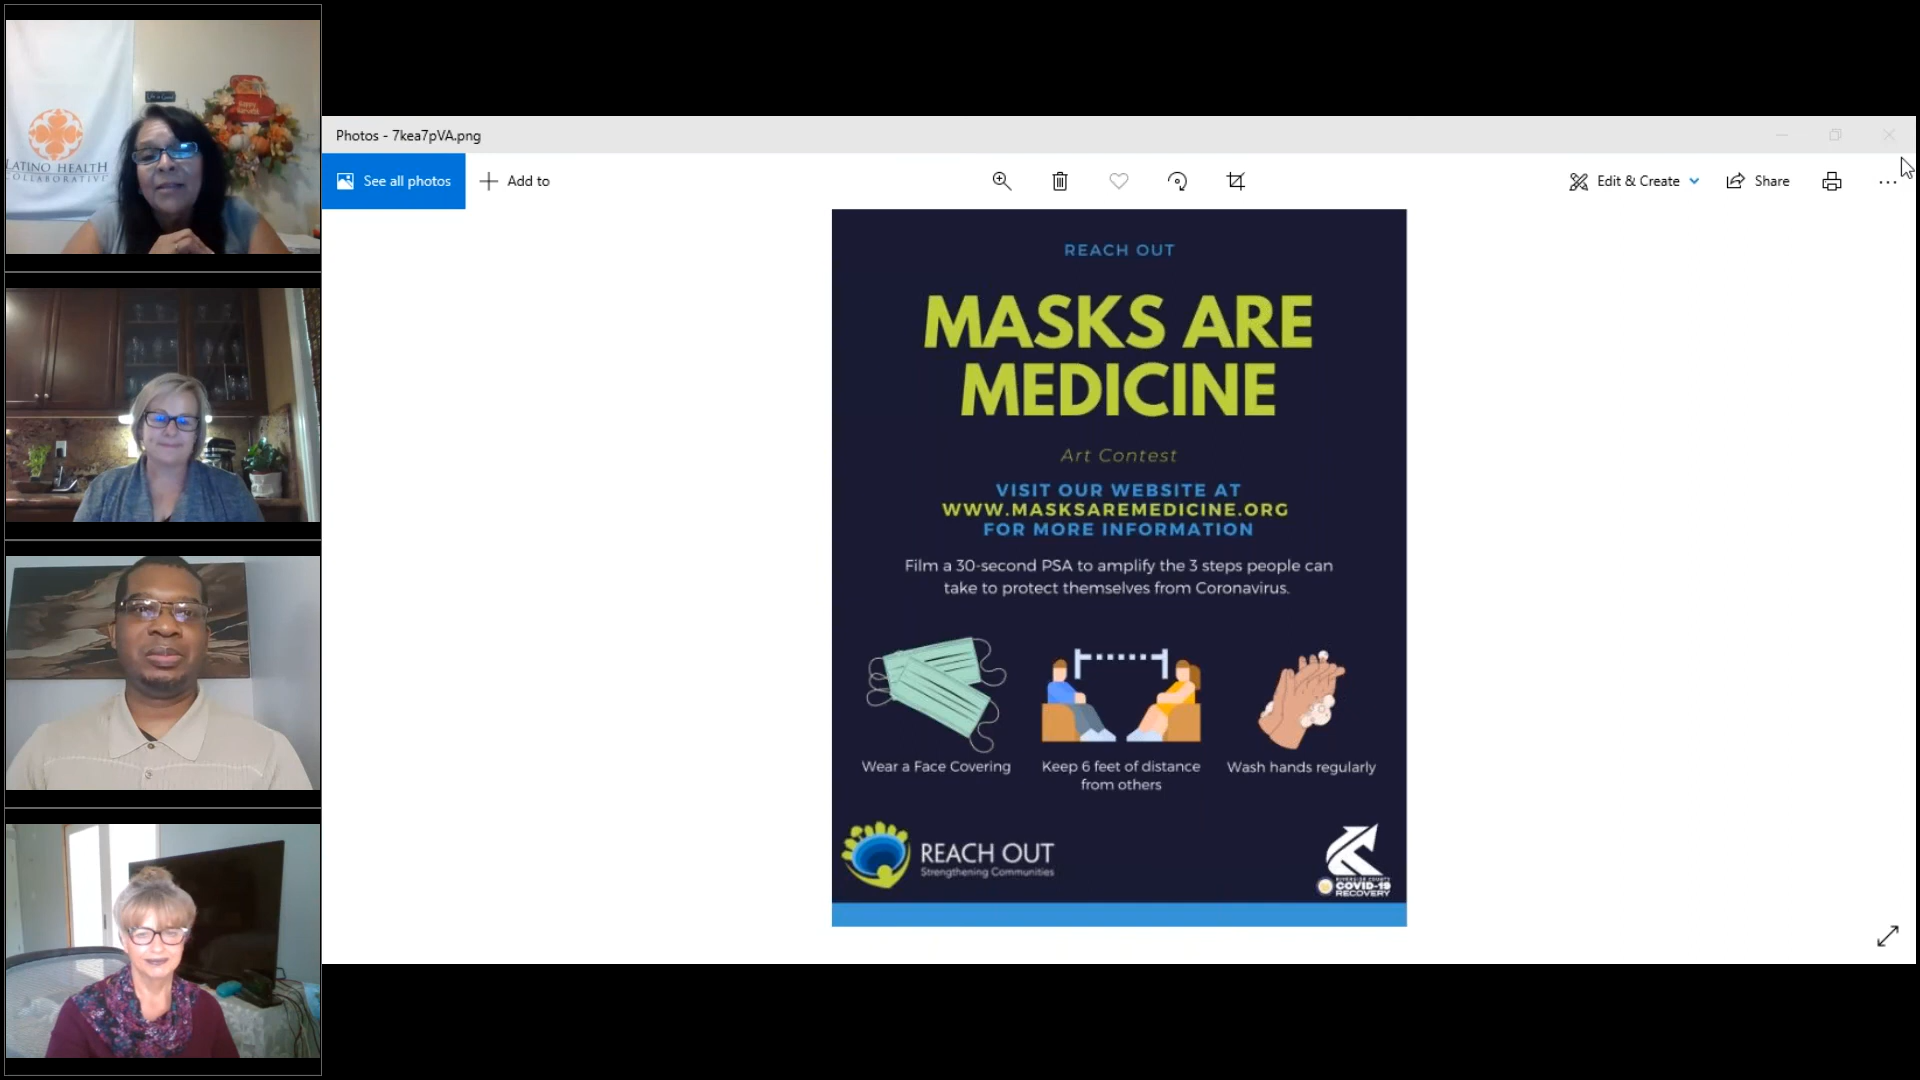 LATINO HEALTH
COLLABORATIVE
Photos - 7kea7pVA.png
See all photos
Add to
Edit & Create
Share
REACH OUT
MASKS ARE
MEDICINE
Art Contest
VISIT OUR WEBSITE AT
WWW.MASKSAREMEDICINE.ORG
FOR MORE INFORMATION
Film a 30-second PSA to amplify the 3 steps people can
take to protect themselves from Coronavirus.
Wear a Face Covering
Keep 6 feet of distance
from others
Wash hands regularly
REACH OUT
Strengthening Communities
RIVERSIDE COUNTY
COVID-19
RECOVERY